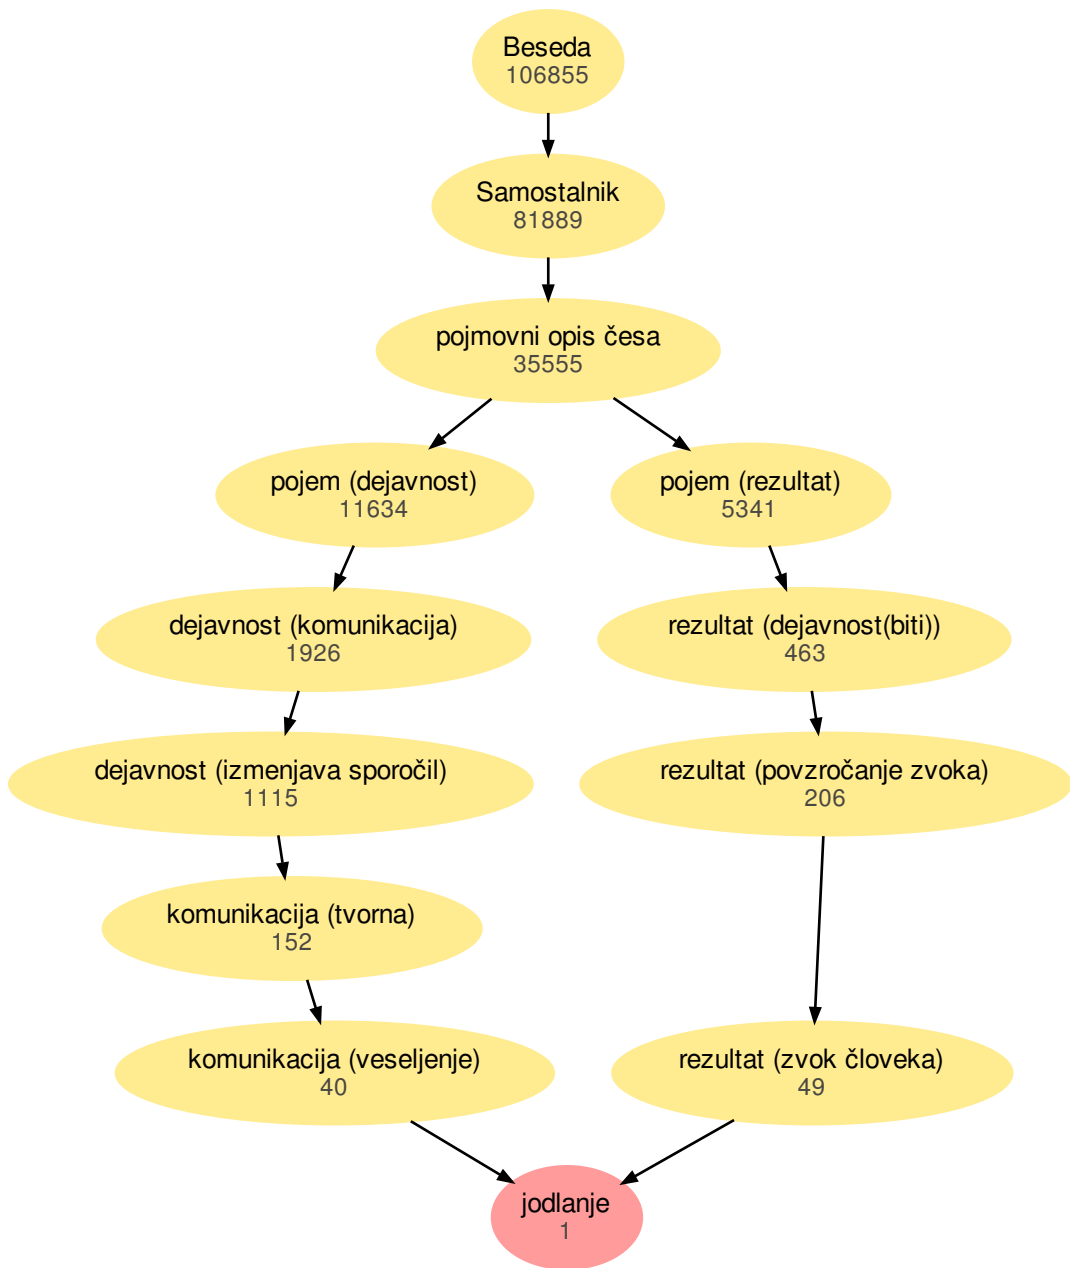 Beseda
106855
Samostalnik
81889
pojmovni opis česa
35555
pojem (dejavnost)
11634
pojem (rezultat)
5341
dejavnost (komunikacija)
1926
rezultat (dejavnost(biti))
463
dejavnost (izmenjava sporočil)
1115
rezultat (povzročanje zvoka)
206
komunikacija (tvorna)
152
komunikacija (veseljenje)
40
rezultat (zvok človeka)
49
jodlanje
1